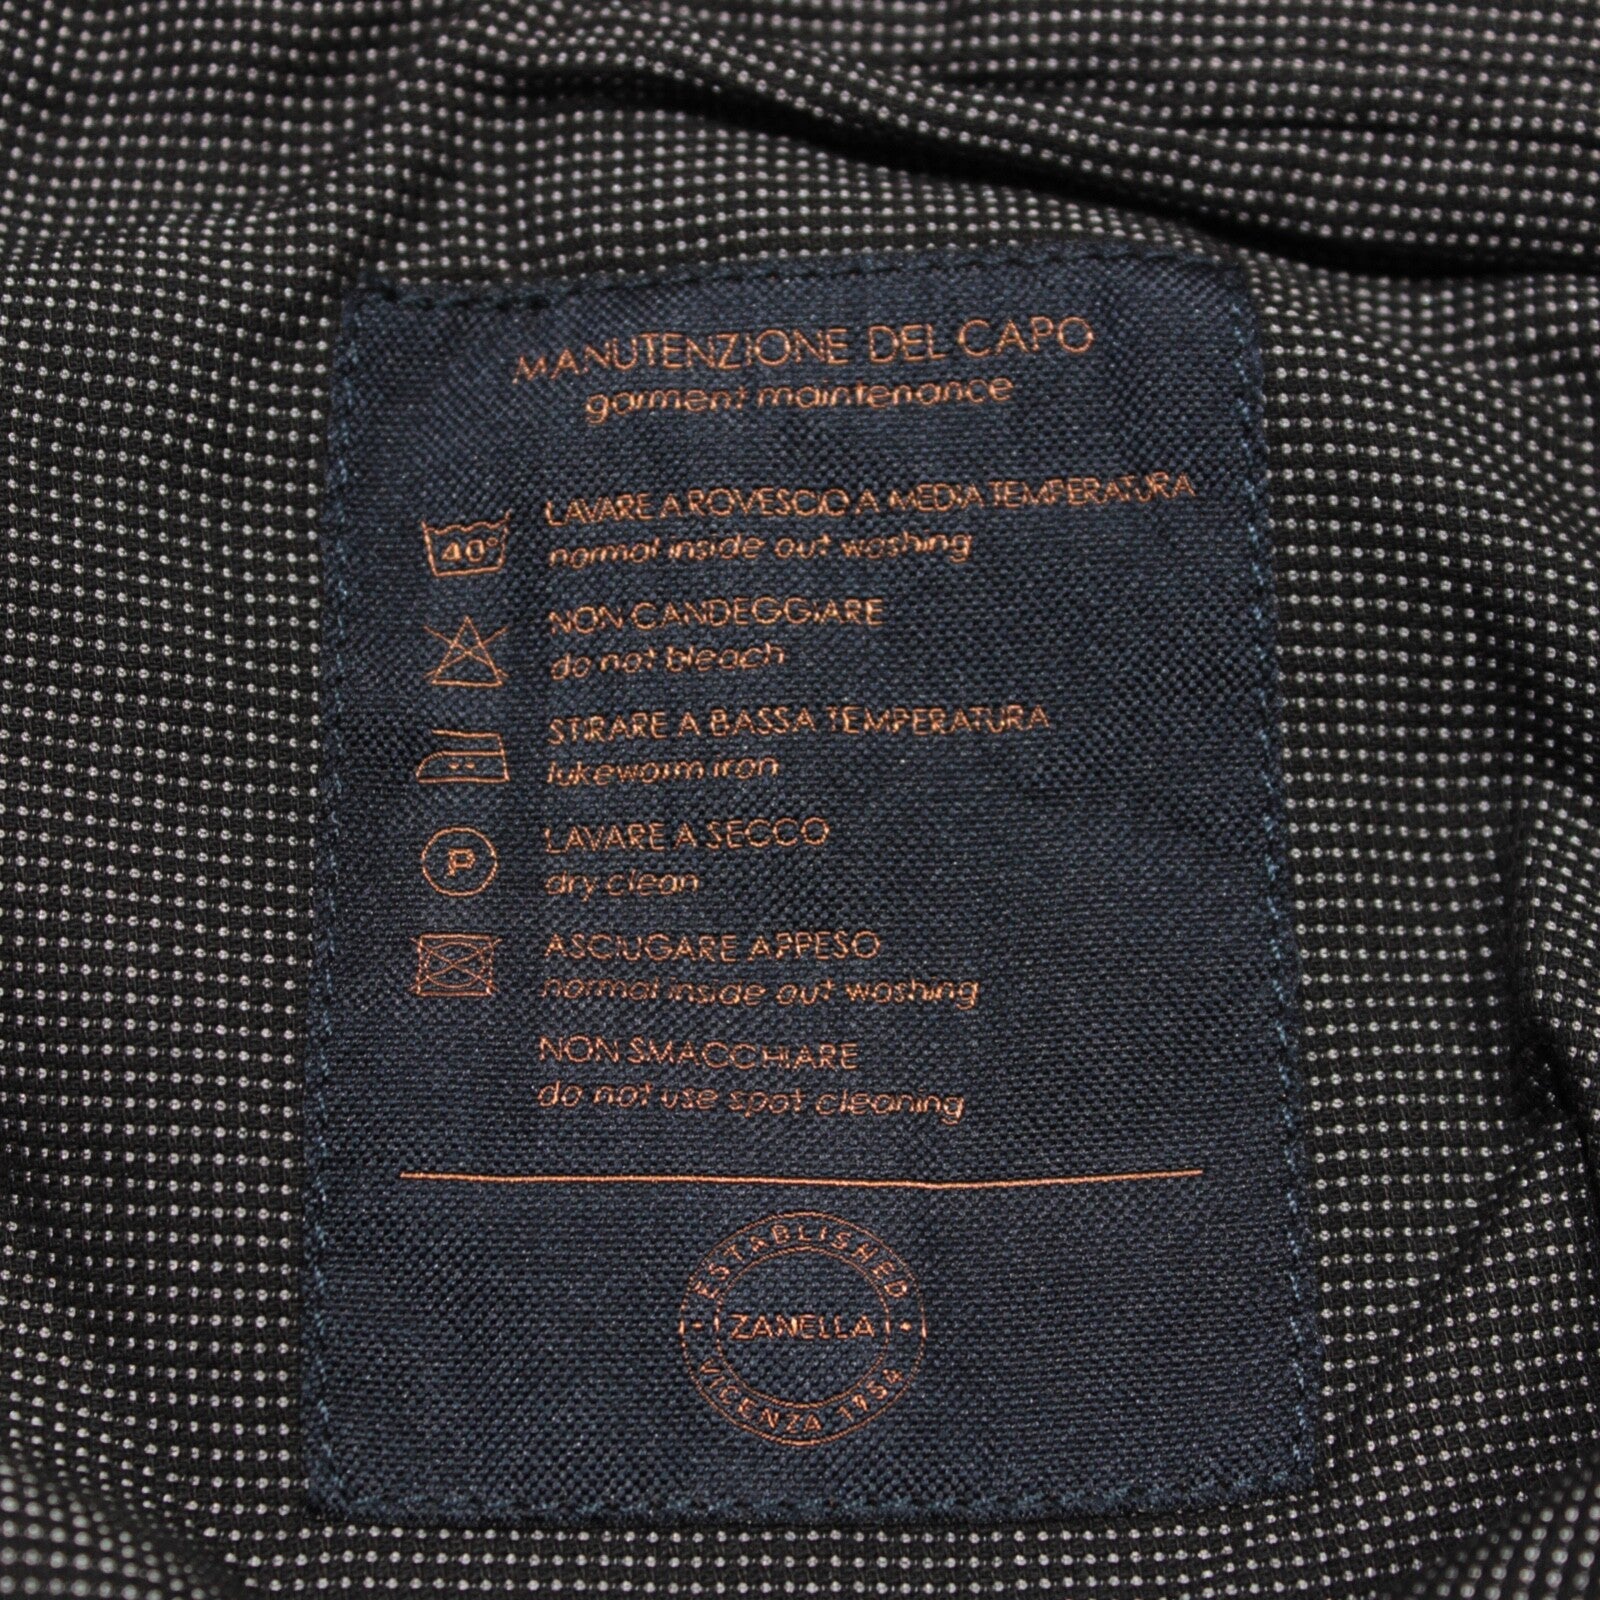 MANUTENZIONE DEL CAPO
garment maintenance
40°
LAVARE A ROVESCIO A MEDIA TEMPERATURA
normal inside out washing
NON CANDEGGIARE
do not bleach
STIRARE A BASSA TEMPERATURA
lukewarm iron
P
LAVARE A SECCO
dry clean
ASCIUGARE APPESO
normal inside out washing
NON SMACCHIARE
do not use spot cleaning
ESTABLISHED
ZANELLA
VICENZA 1954